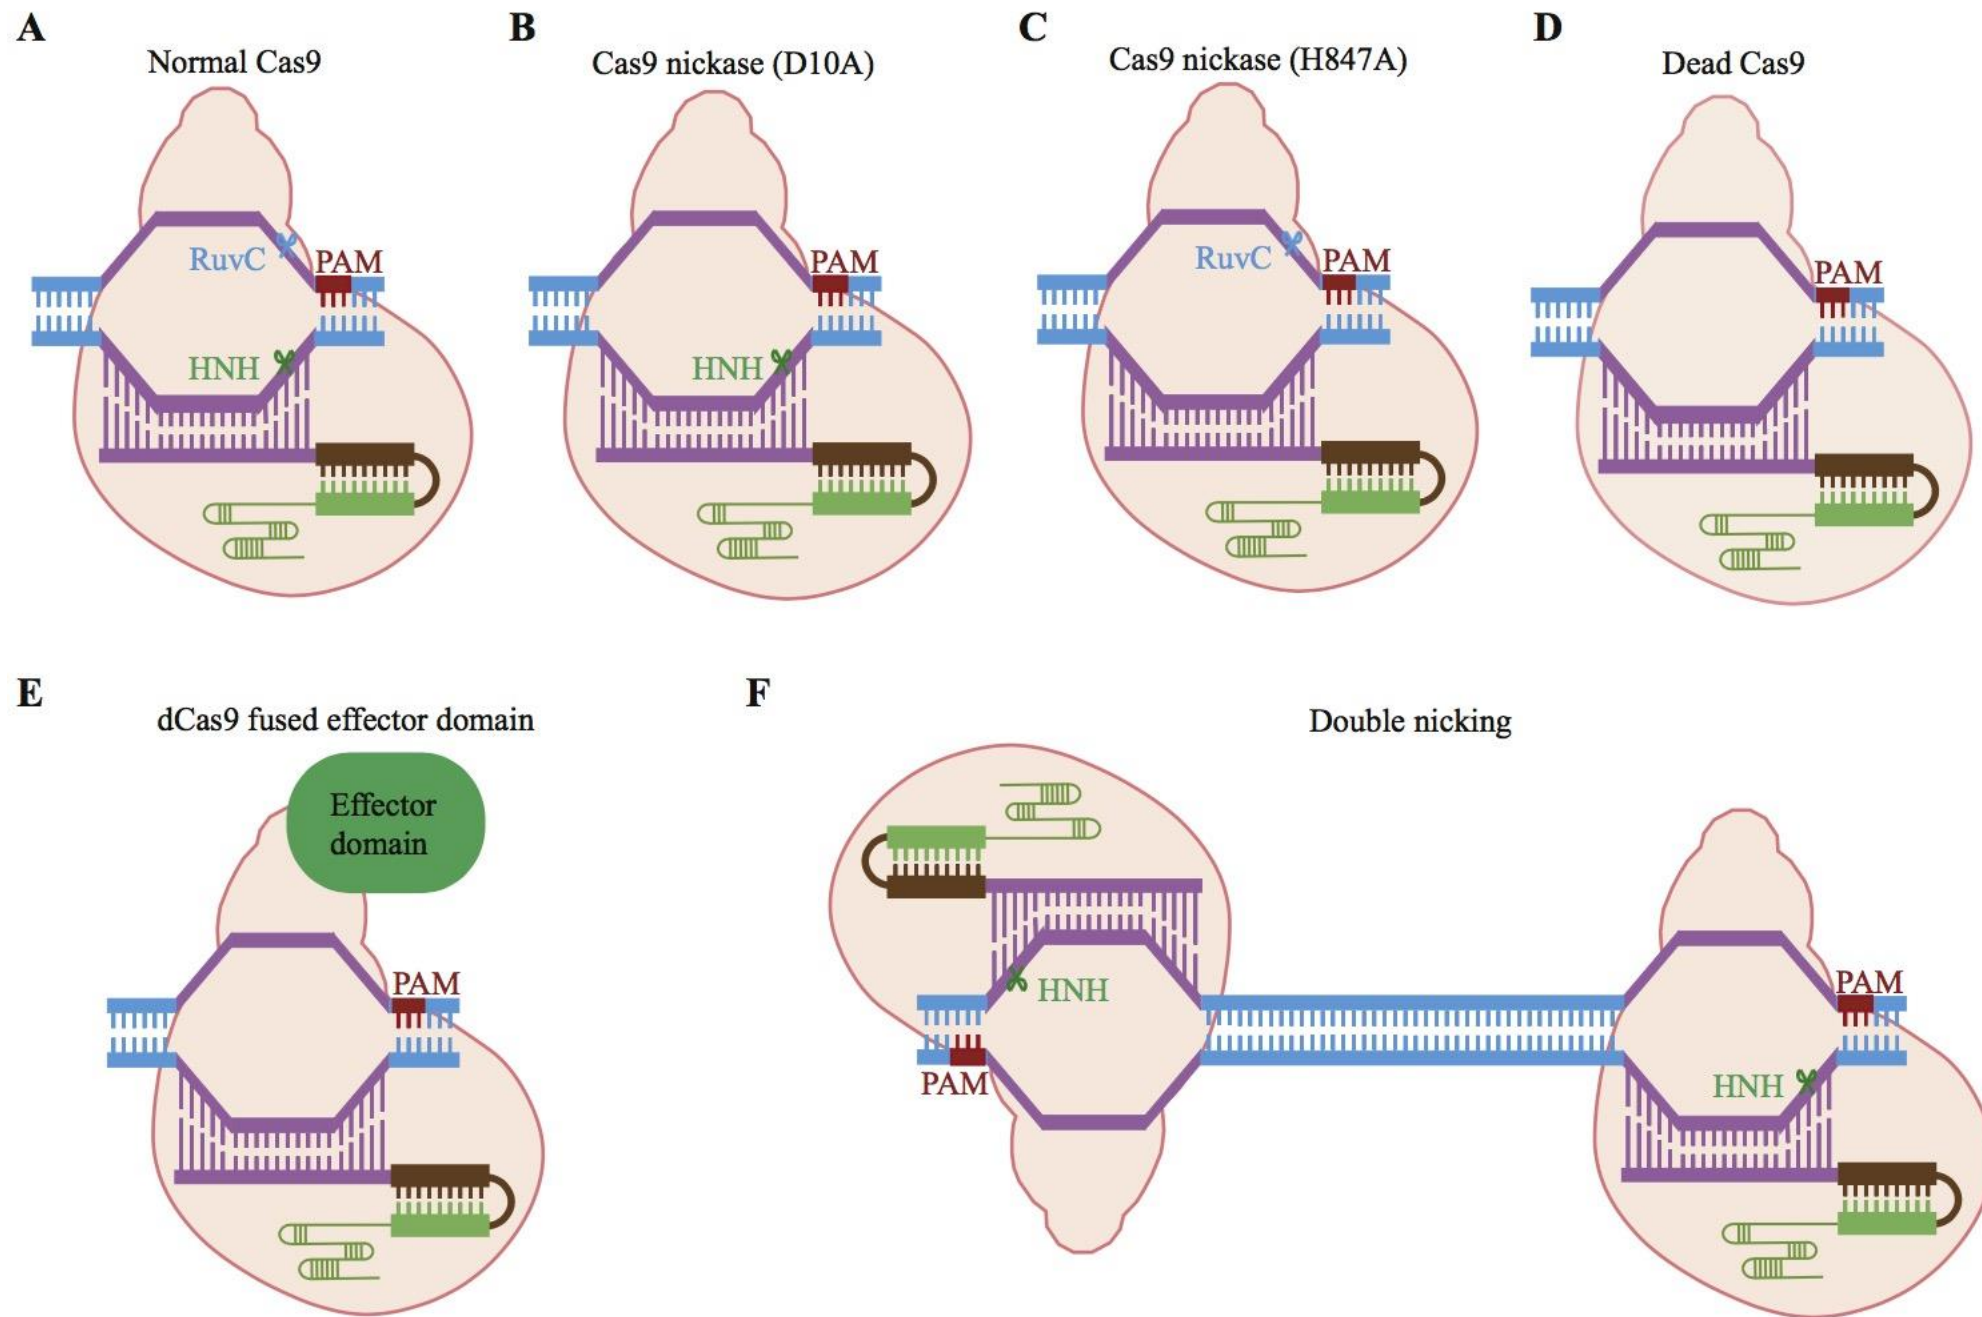 A
Normal Cas9
RuvC
PAM
HNH
B
Cas9 nickase (D10A)
PAM
HNH
C
Cas9 nickase (H847A)
RuvC
PAM
D
Dead Cas9
PAM
E
dCas9 fused effector domain
Effector
domain
PAM
F
Double nicking
HNH
PAM
PAM
HNH